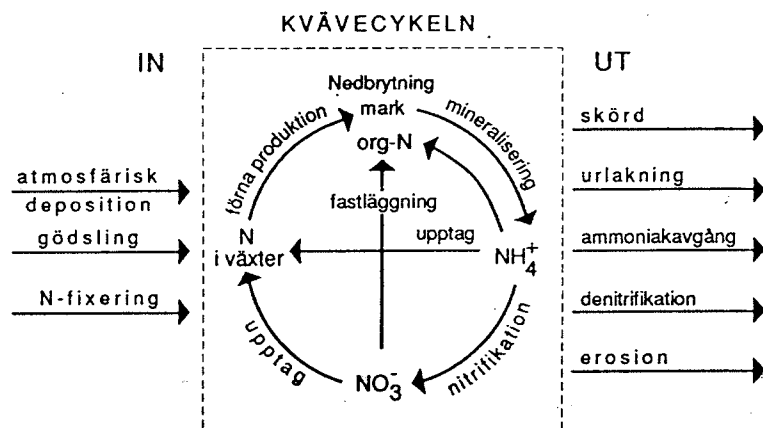 KVÄVECYKELN
IN
UT
Nedbrytning
mark
org-N
förna produktion
mineralisering
skörd
atmosfärisk
deposition
urlakning
fastläggning
gödsling
N
i växter
upptag
NH₄⁺
ammoniakavgång
N-fixering
denitrifikation
upptag
nitrifikation
NO₃⁻
erosion